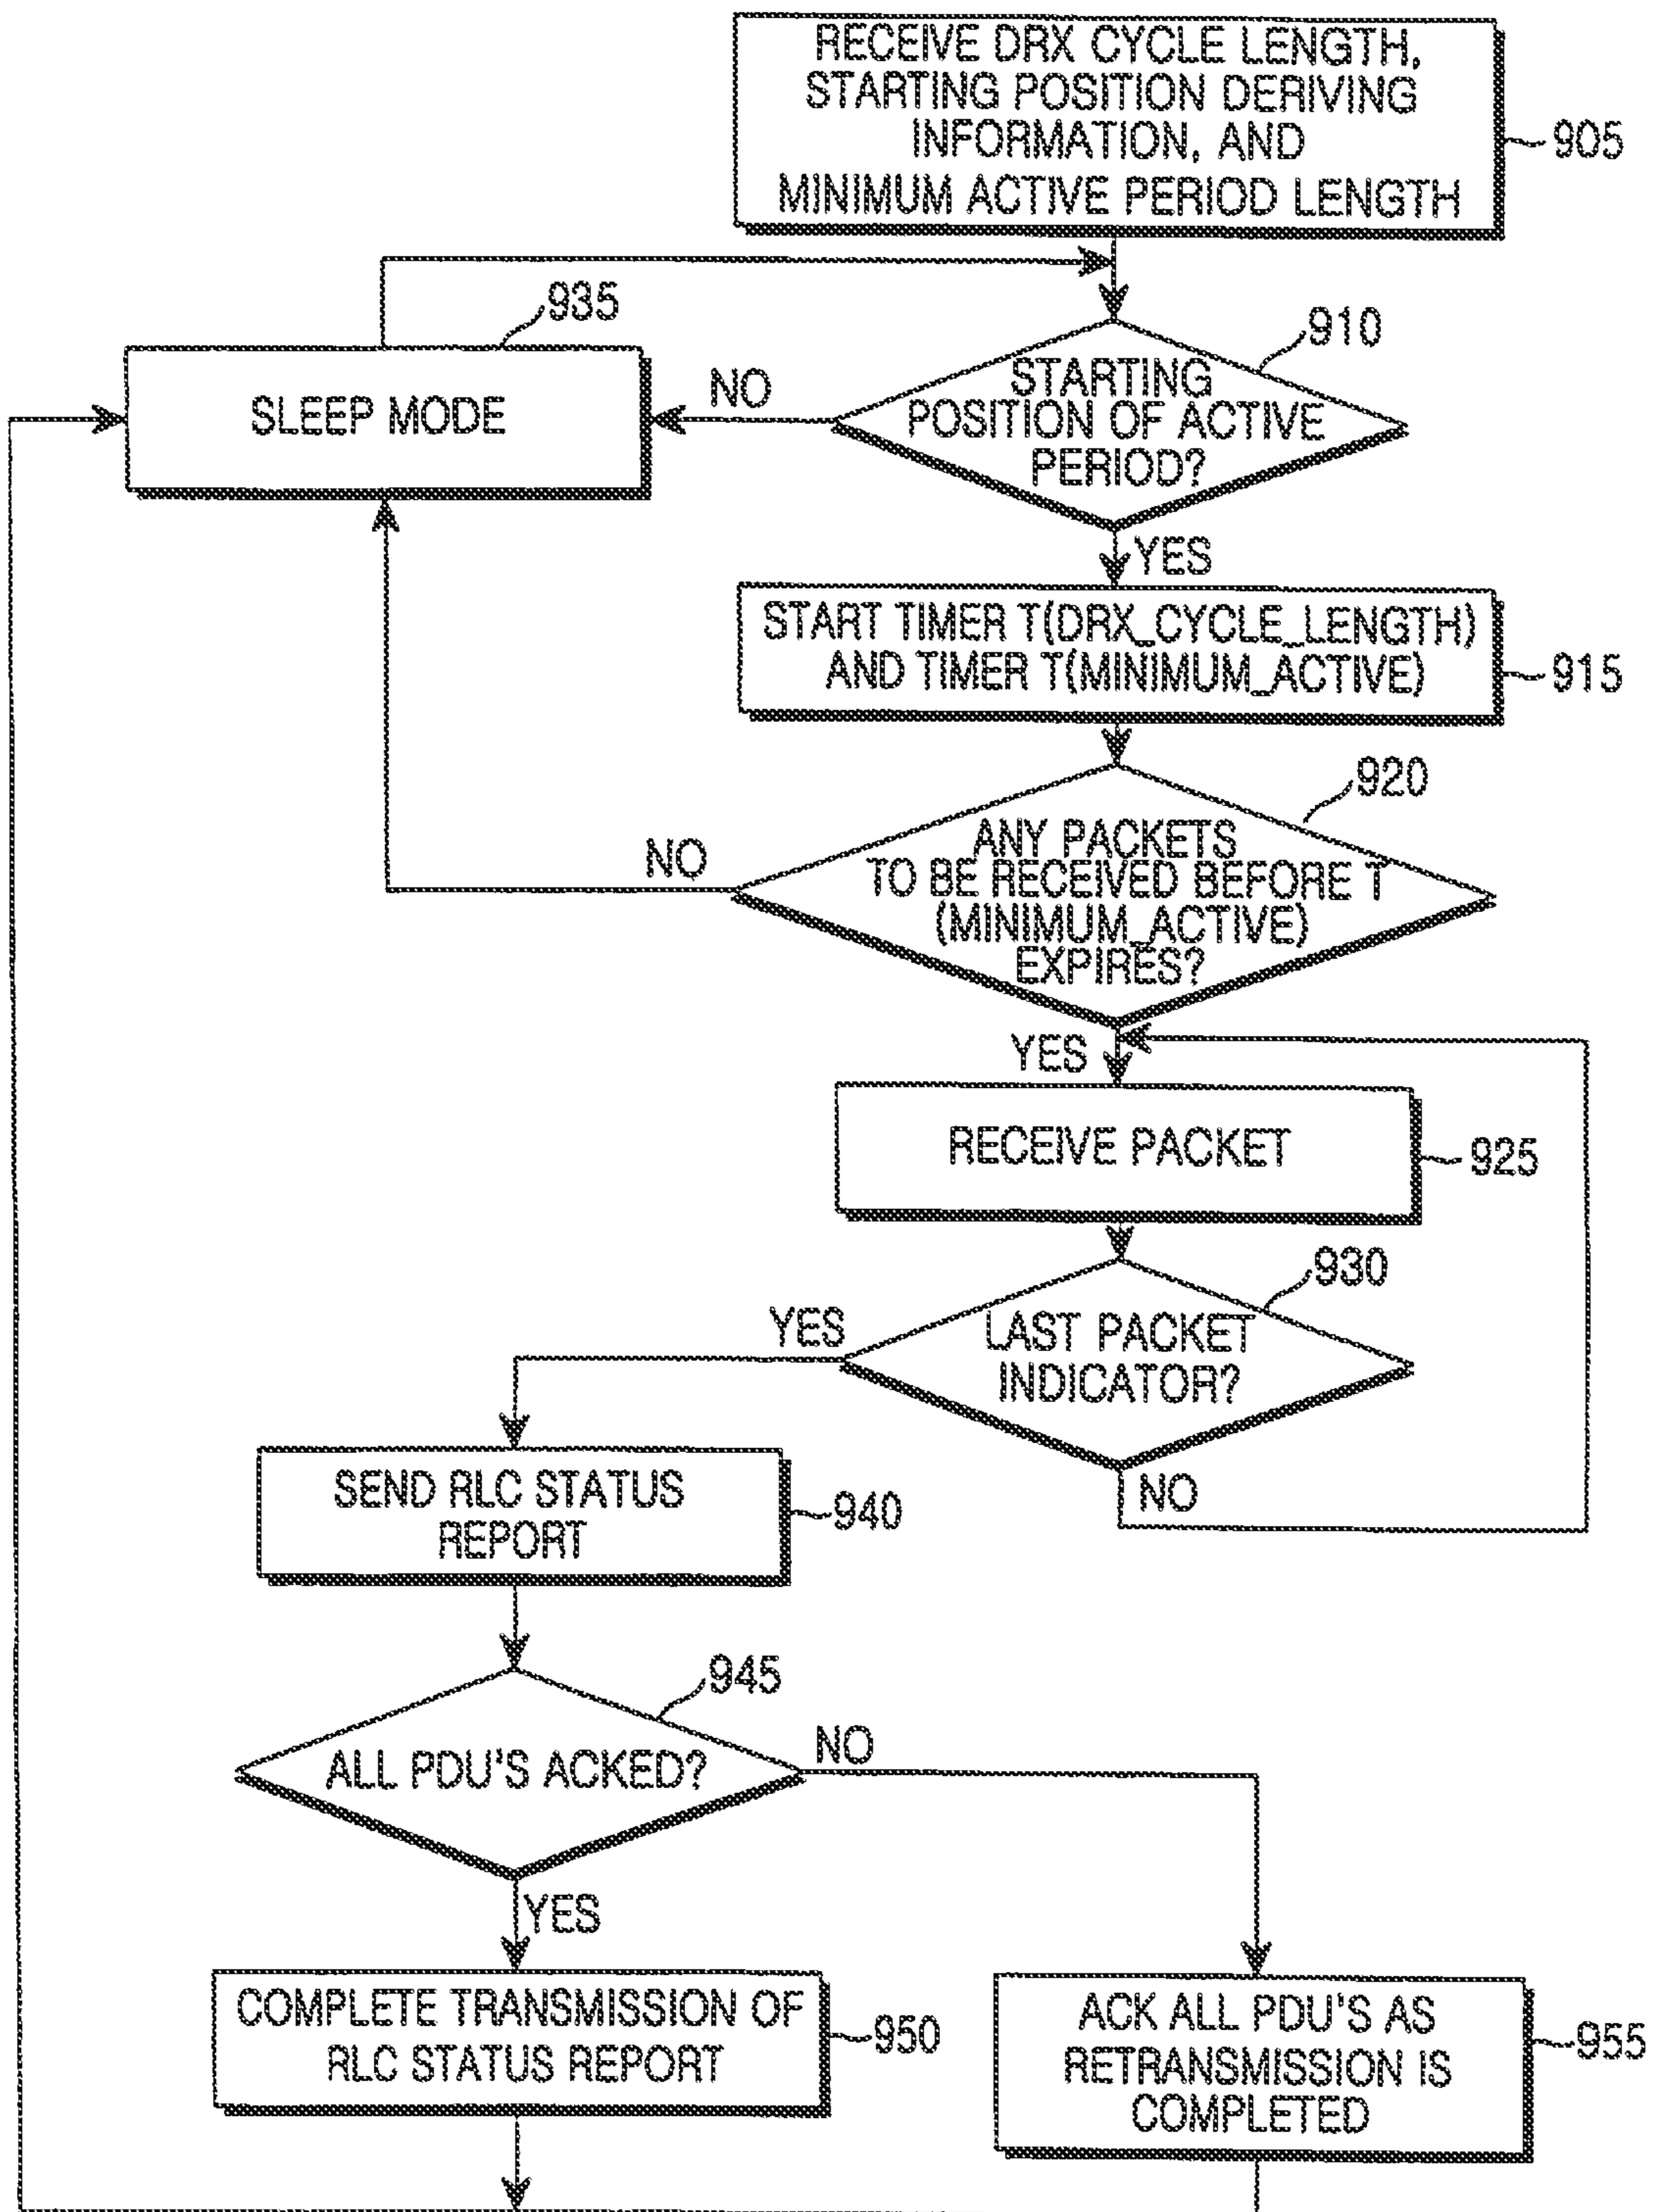 RECEIVE DRX CYCLE LENGTH,
STARTING POSITION DERIVING
INFORMATION, AND
MINIMUM ACTIVE PERIOD LENGTH
905
935
SLEEP MODE
NO
910
STARTING
POSITION OF ACTIVE
PERIOD?
YES
START TIMER T(DRX_CYCLE_LENGTH)
AND TIMER T(MINIMUM_ACTIVE)
915
920
NO
ANY PACKETS
TO BE RECEIVED BEFORE T
(MINIMUM_ACTIVE)
EXPIRES?
YES
RECEIVE PACKET
925
930
YES
LAST PACKET
INDICATOR?
NO
SEND RLC STATUS
REPORT
940
945
ALL PDU'S ACKED?
NO
YES
COMPLETE TRANSMISSION OF
RLC STATUS REPORT
950
ACK ALL PDU'S AS
RETRANSMISSION IS
COMPLETED
955